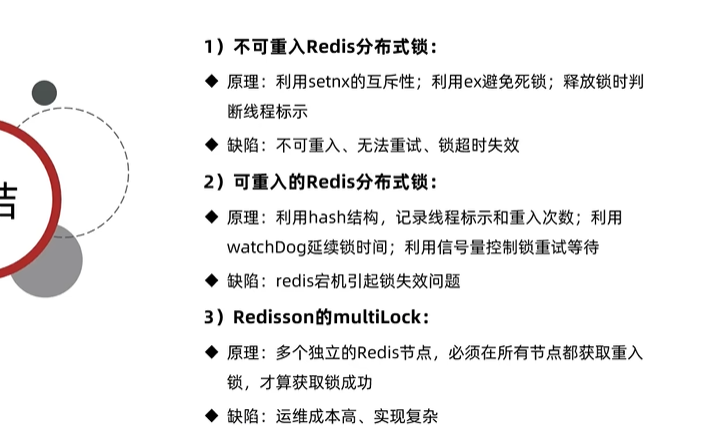 1）不可重入Redis分布式锁：
◆ 原理：利用setnx的互斥性；利用ex避免死锁；释放锁时判
断线程标示
◆ 缺陷：不可重入、无法重试、锁超时失效
2）可重入的Redis分布式锁：
◆ 原理：利用hash结构，记录线程标示和重入次数；利用
watchDog延续锁时间；利用信号量控制锁重试等待
◆ 缺陷：redis宕机引起锁失效问题
3）Redisson的multiLock：
◆ 原理：多个独立的Redis节点，必须在所有节点都获取重入
锁，才算获取锁成功
◆ 缺陷：运维成本高、实现复杂